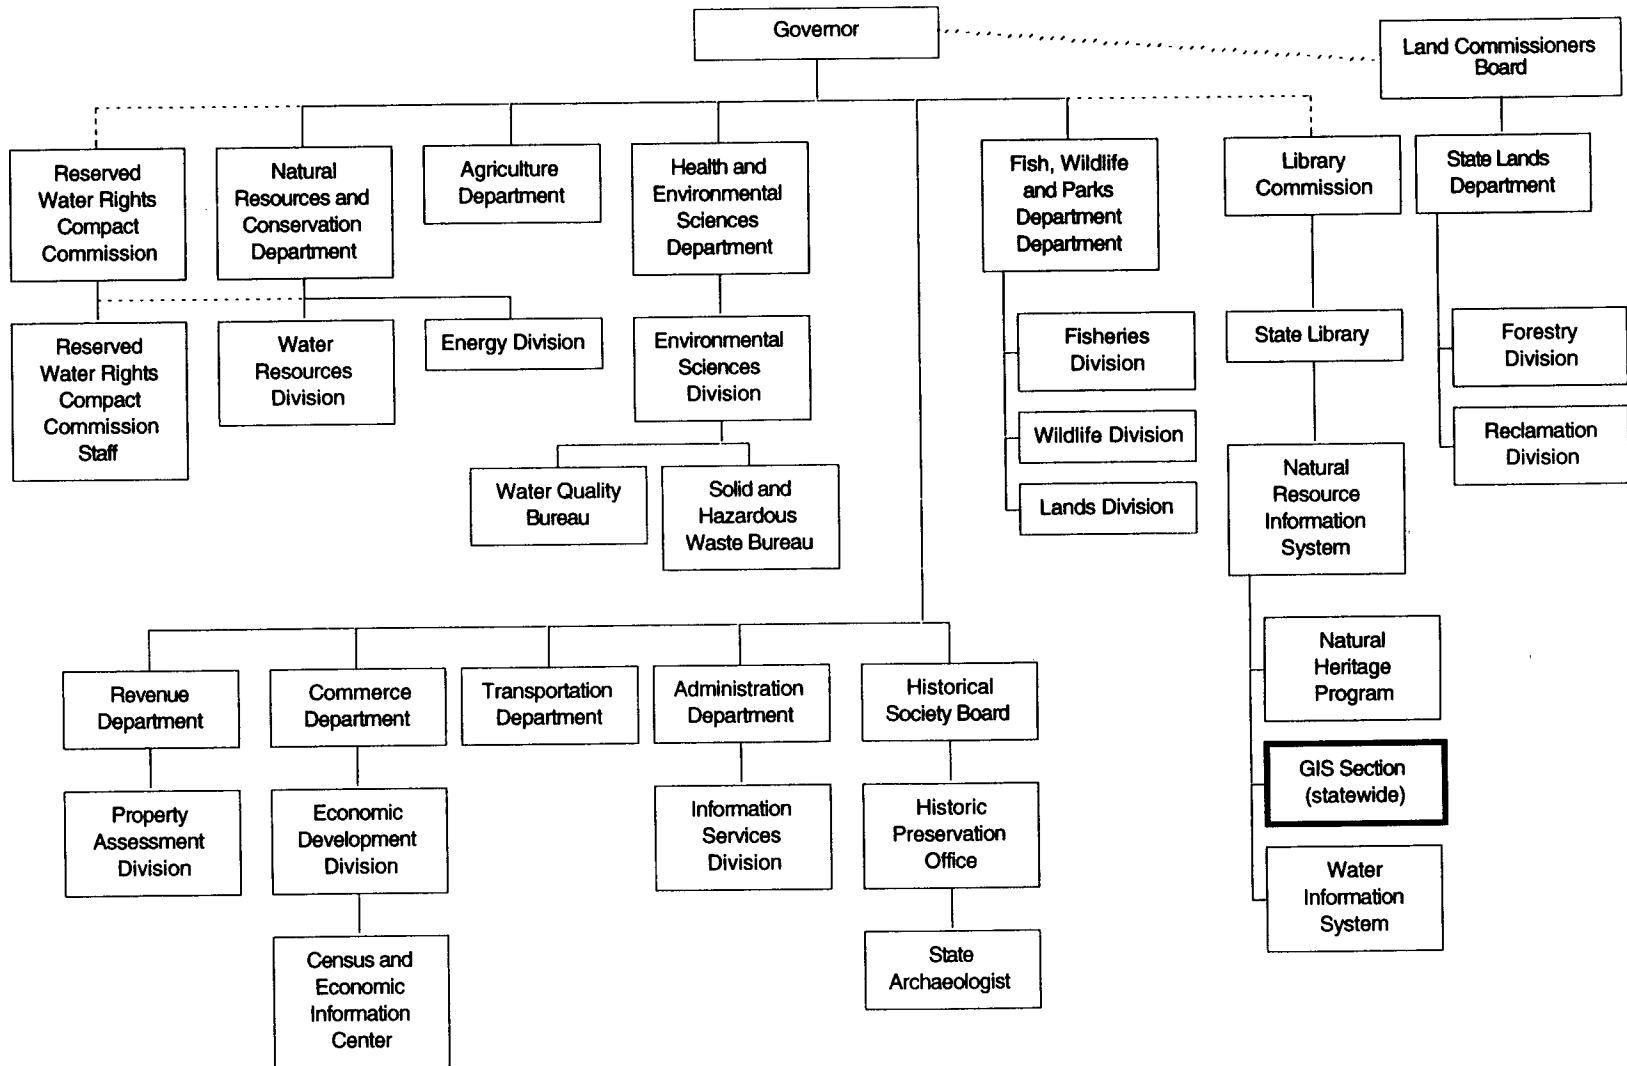 Governor
Land Commissioners
Board
Reserved
Water Rights
Compact
Commission
Natural
Resources and
Conservation
Department
Agriculture
Department
Health and
Environmental
Sciences
Department
Fish, Wildlife
and Parks
Department
Department
Library
Commission
State Lands
Department
Reserved
Water Rights
Compact
Commission
Staff
Water
Resources
Division
Energy Division
Environmental
Sciences
Division
Fisheries
Division
State Library
Forestry
Division
Wildlife Division
Reclamation
Division
Water Quality
Bureau
Solid and
Hazardous
Waste Bureau
Lands Division
Natural
Resource
Information
System
Natural
Heritage
Program
Revenue
Department
Commerce
Department
Transportation
Department
Administration
Department
Historical
Society Board
GIS Section
(statewide)
Property
Assessment
Division
Economic
Development
Division
Information
Services
Division
Historic
Preservation
Office
Water
Information
System
Census and
Economic
Information
Center
State
Archaeologist